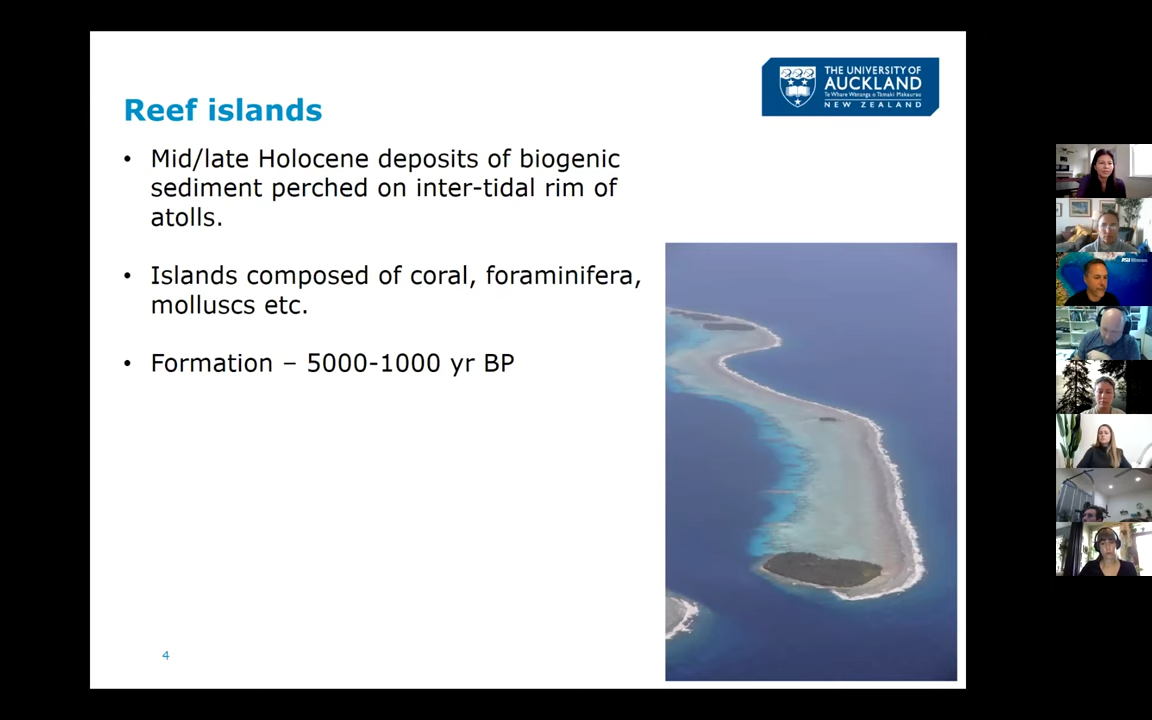 THE UNIVERSITY OF
AUCKLAND
Te Whare Wānanga o Tāmaki Makaurau
NEW ZEALAND
Reef islands
• Mid/late Holocene deposits of biogenic
sediment perched on inter-tidal rim of
atolls.
• Islands composed of coral, foraminifera,
molluscs etc.
• Formation – 5000-1000 yr BP
4